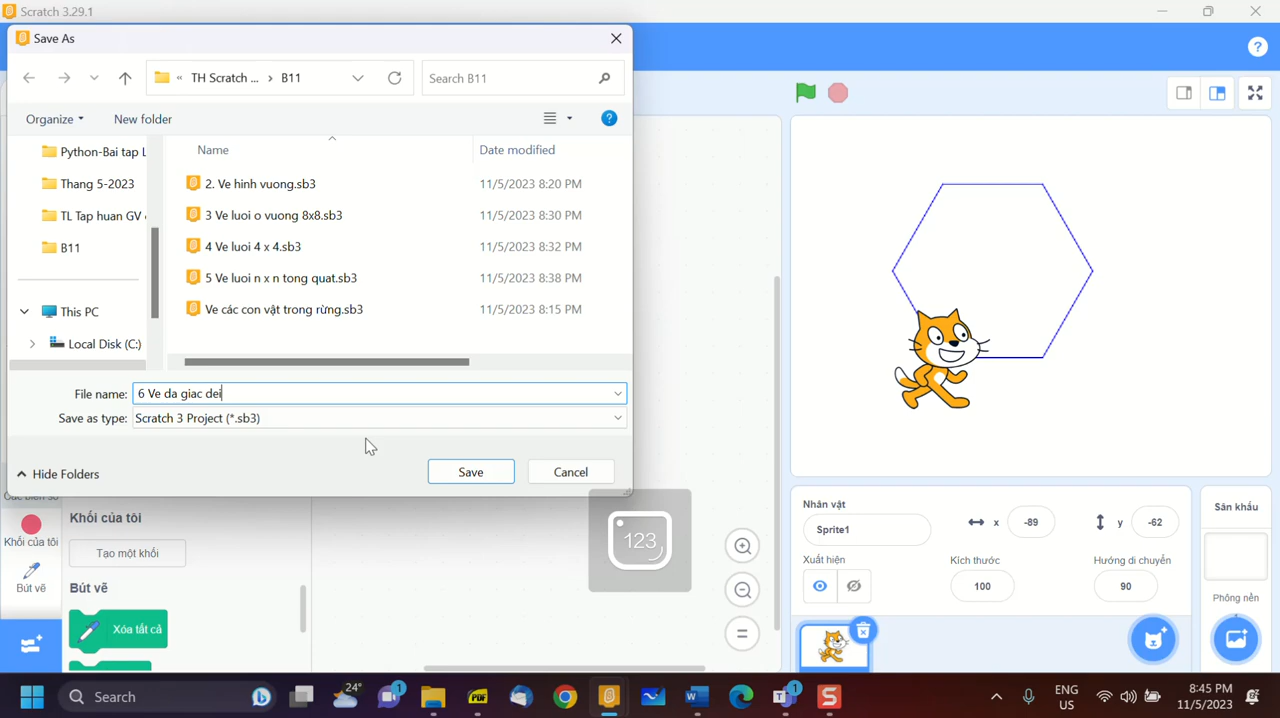 Scratch 3.29.1
Save As
« TH Scratch ... > B11
Search B11
Organize
New folder
Name
Date modified
Python-Bai tap L
Thang 5-2023
TL Tap huan GV
B11
This PC
Local Disk (C:)
2. Ve hinh vuong.sb3 11/5/2023 8:20 PM
3 Ve luoi o vuong 8x8.sb3 11/5/2023 8:30 PM
4 Ve luoi 4 x 4.sb3 11/5/2023 8:32 PM
5 Ve luoi n x n tong quat.sb3 11/5/2023 8:38 PM
Ve các con vật trong rừng.sb3 11/5/2023 8:15 PM
File name: 6 Ve da giac dei
Save as type: Scratch 3 Project (*.sb3)
Hide Folders
Save
Cancel
Các biến số
Khối của tôi
Bút vẽ
Khối của tôi
Tạo một khối
Bút vẽ
Xóa tất cả
123
Nhân vật
Sprite1
x -89
y -62
Xuất hiện
Kích thước
100
Hướng di chuyển
90
Sân khấu
Phông nền
Search
24°
1
PDF
1
ENG
US
8:45 PM
11/5/2023